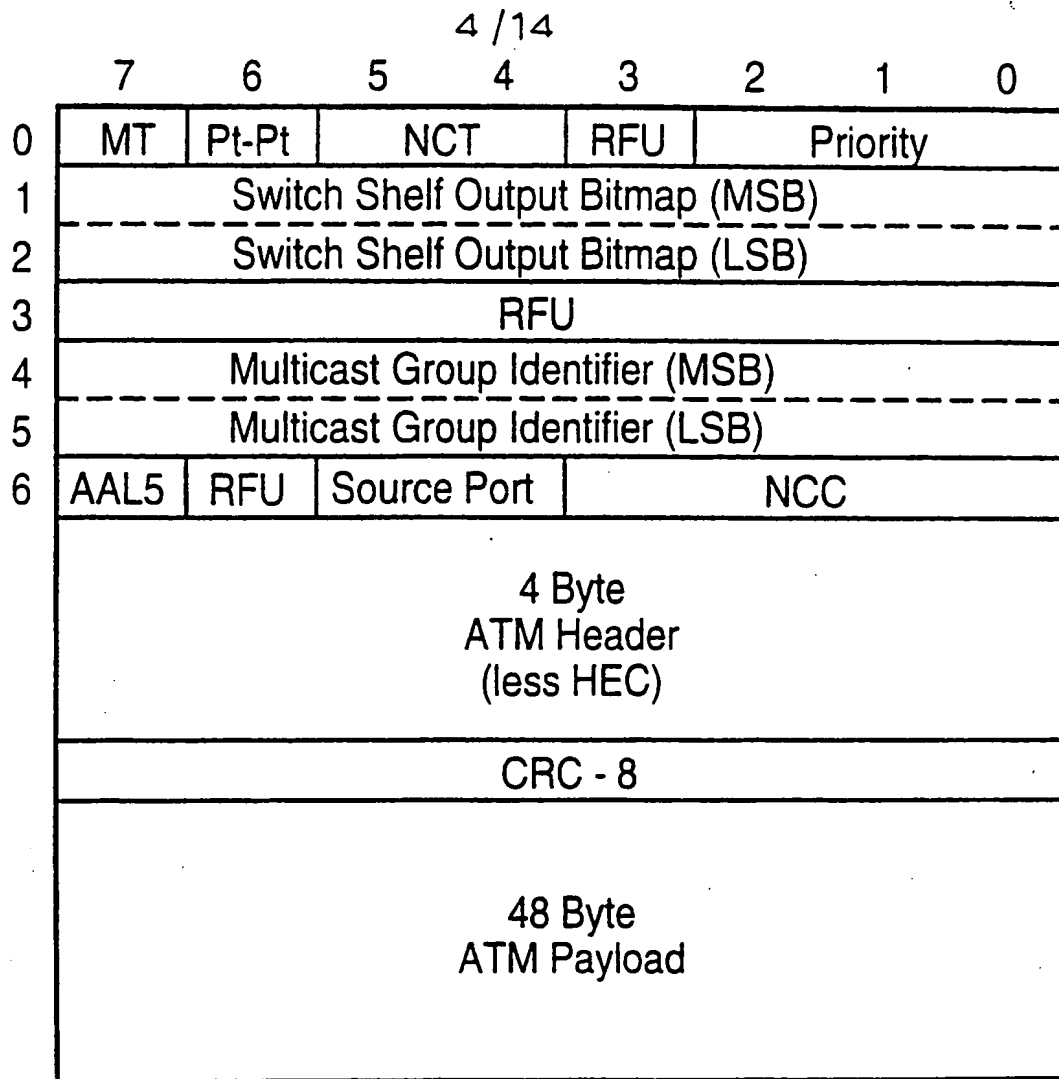 4/14
7 6 5 4 3 2 1 0
0 MT Pt-Pt NCT RFU Priority
1 Switch Shelf Output Bitmap (MSB)
2 Switch Shelf Output Bitmap (LSB)
3 RFU
4 Multicast Group Identifier (MSB)
5 Multicast Group Identifier (LSB)
6 AAL5 RFU Source Port NCC
4 Byte
ATM Header
(less HEC)
CRC - 8
48 Byte
ATM Payload